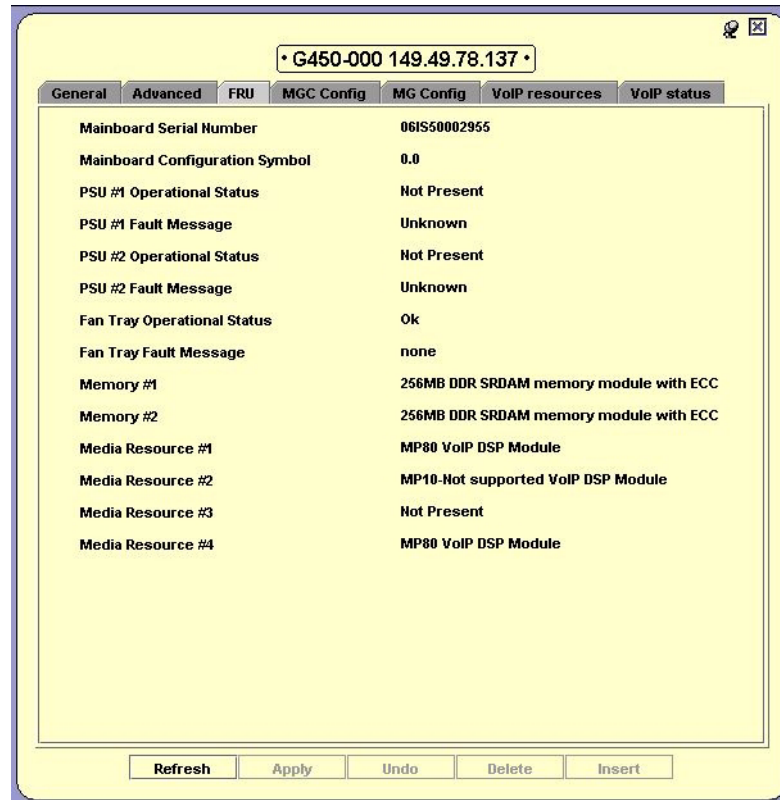 • G450-000 149.49.78.137 •
General Advanced FRU MGC Config MG Config VoIP resources VoIP status
Mainboard Serial Number 06IS50002955
Mainboard Configuration Symbol 0.0
PSU #1 Operational Status Not Present
PSU #1 Fault Message Unknown
PSU #2 Operational Status Not Present
PSU #2 Fault Message Unknown
Fan Tray Operational Status Ok
Fan Tray Fault Message none
Memory #1 256MB DDR SRDAM memory module with ECC
Memory #2 256MB DDR SRDAM memory module with ECC
Media Resource #1 MP80 VoIP DSP Module
Media Resource #2 MP10-Not supported VoIP DSP Module
Media Resource #3 Not Present
Media Resource #4 MP80 VoIP DSP Module
Refresh Apply Undo Delete Insert